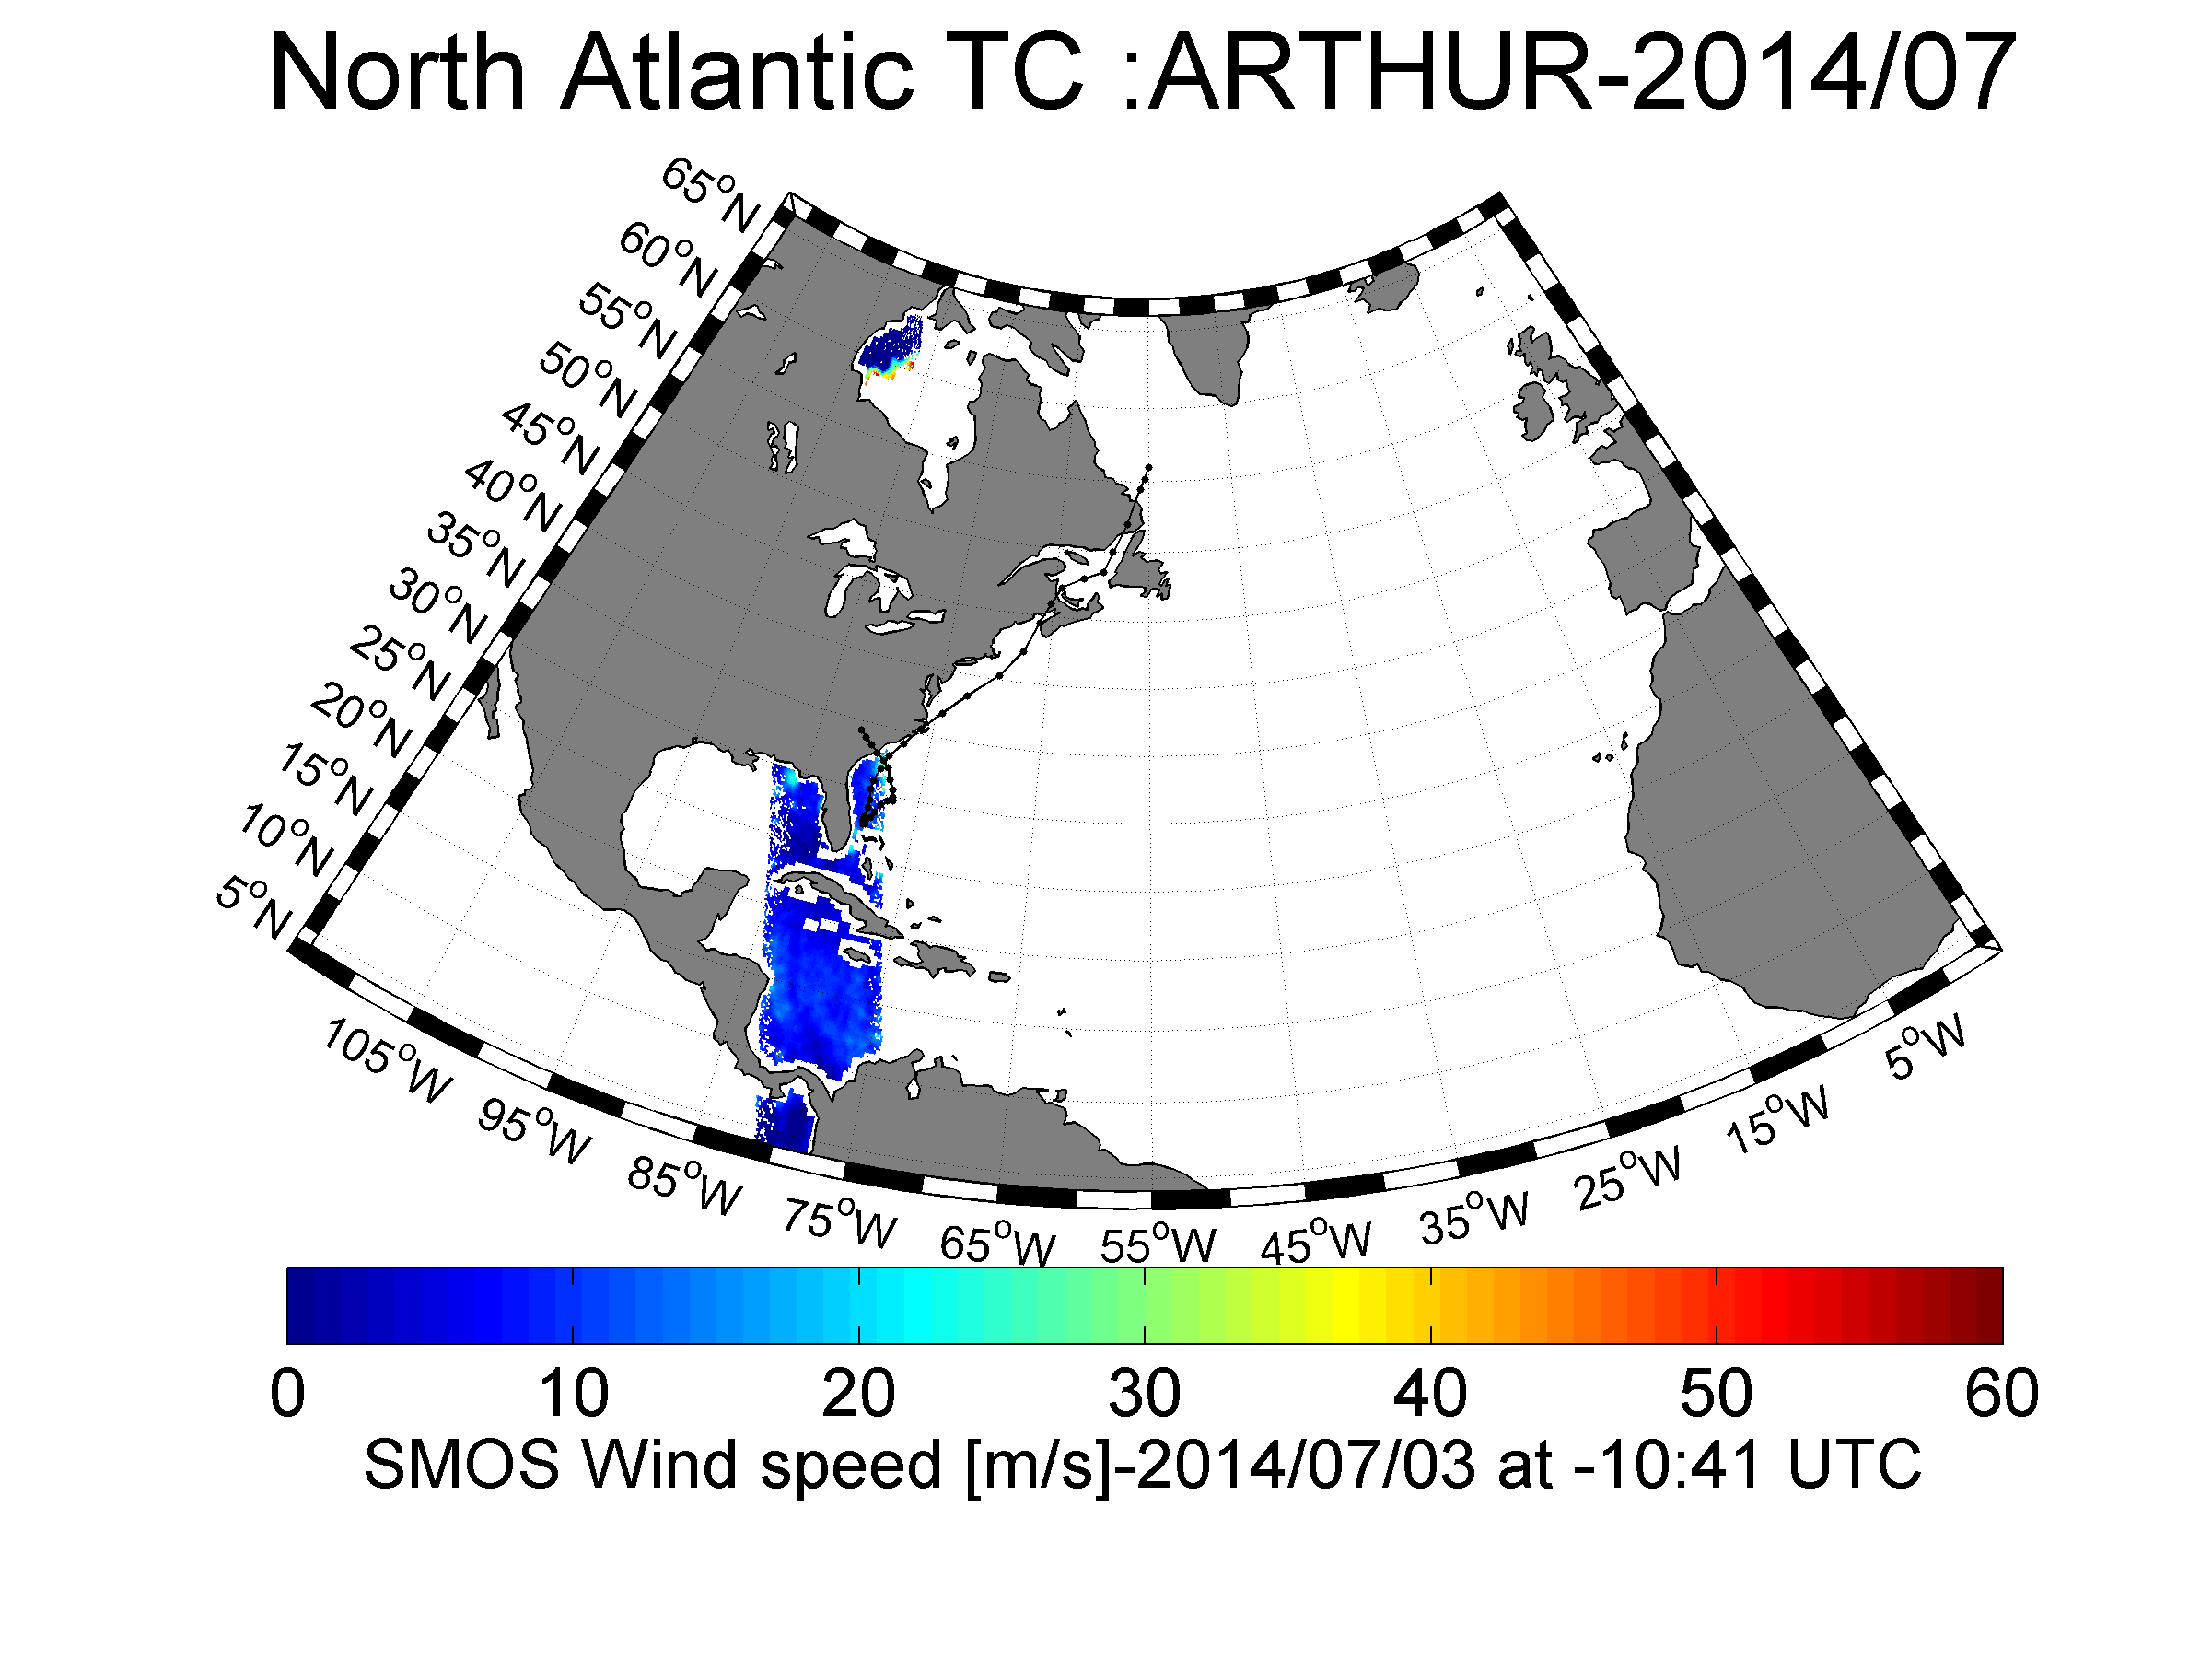 North Atlantic TC :ARTHUR-2014/07
65°N
60°N
55°N
50°N
45°N
40°N
35°N
30°N
25°N
20°N
15°N
10°N
5°N
105°W
95°W
85°W
75°W
65°W
55°W
45°W
35°W
25°W
15°W
5°W
0 10 20 30 40 50 60
SMOS Wind speed [m/s]-2014/07/03 at -10:41 UTC